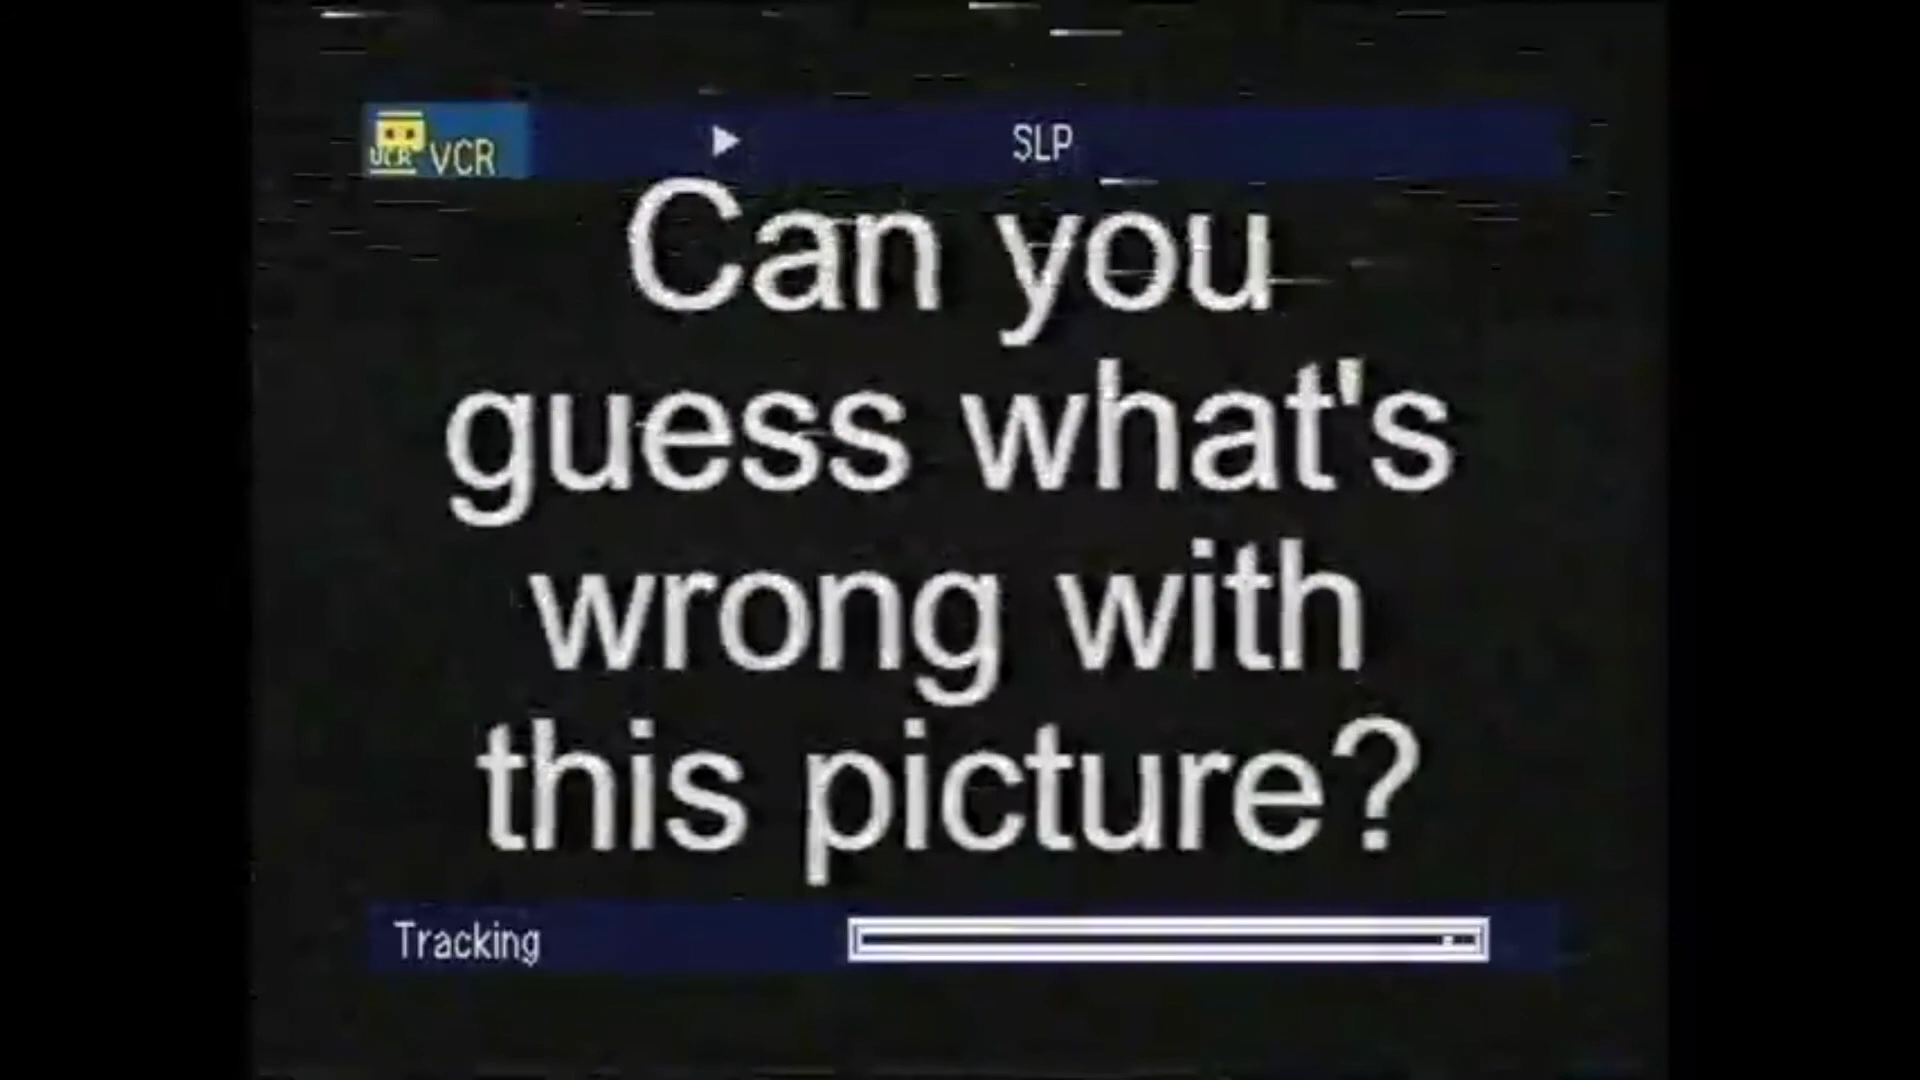 VCR VCR SLP
Can you
guess what's
wrong with
this picture?
Tracking